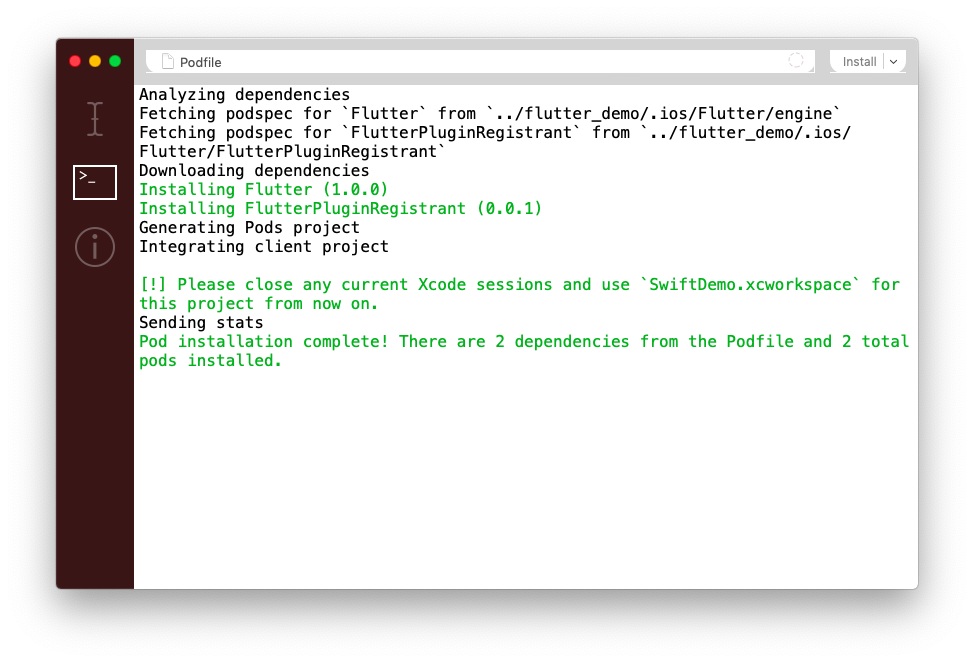 Podfile
Install
Analyzing dependencies
Fetching podspec for `Flutter` from `../flutter_demo/.ios/Flutter/engine`
Fetching podspec for `FlutterPluginRegistrant` from `../flutter_demo/.ios/
Flutter/FlutterPluginRegistrant`
Downloading dependencies
Installing Flutter (1.0.0)
Installing FlutterPluginRegistrant (0.0.1)
Generating Pods project
Integrating client project
[!] Please close any current Xcode sessions and use `SwiftDemo.xcworkspace` for
this project from now on.
Sending stats
Pod installation complete! There are 2 dependencies from the Podfile and 2 total
pods installed.